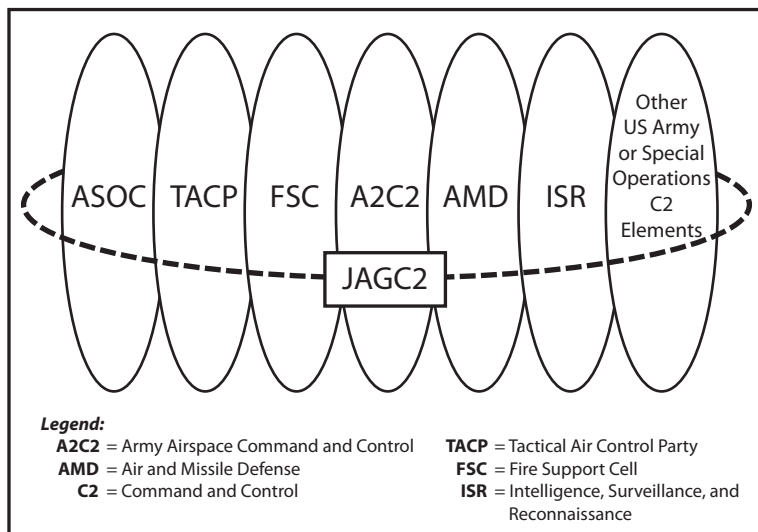 ASOC
TACP
FSC
A2C2
AMD
ISR
Other
US Army
or Special
Operations
C2
Elements
JAGC2
Legend:
A2C2 = Army Airspace Command and Control
AMD = Air and Missile Defense
C2 = Command and Control
TACP = Tactical Air Control Party
FSC = Fire Support Cell
ISR = Intelligence, Surveillance, and
Reconnaissance